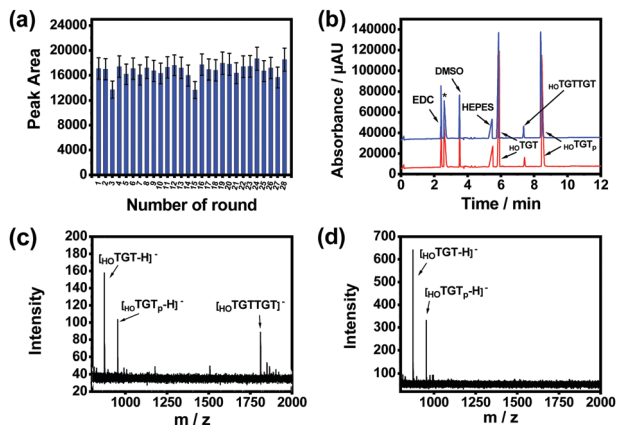 (a)
Peak Area
24000
20000
16000
12000
8000
4000
0
1 2 3 4 5 6 7 8 9 10 11 12 13 14 15 16 17 18 19 20 21 22 23 24 25 26 27 28
Number of round
(b)
Absorbance / µAU
140000
120000
100000
80000
60000
40000
20000
0
EDC
*
DMSO
HEPES
HOTGTTGT
HOTGT
HOTGTp
0 2 4 6 8 10 12
Time / min
(c)
Intensity
200
180
160
140
120
100
80
60
40
20
[HOTGT-H]-
[HOTGTp-H]-
[HOTGTTGT]-
1000 1250 1500 1750 2000
m / z
(d)
Intensity
700
600
500
400
300
200
100
0
[HOTGT-H]-
[HOTGTp-H]-
1000 1250 1500 1750 2000
m / z